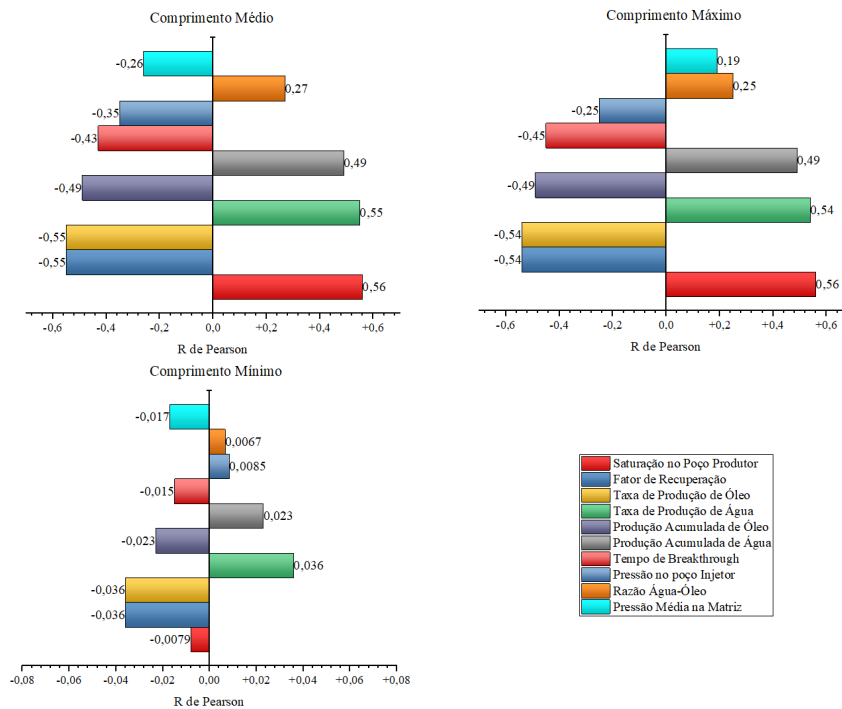 Comprimento Médio
-0,26
0,27
-0,35
-0,43
0,49
-0,49
0,55
-0,55
-0,55
0,56
-0,6 -0,4 -0,2 0,0 +0,2 +0,4 +0,6
R de Pearson
Comprimento Máximo
0,19
0,25
-0,25
-0,45
0,49
-0,49
0,54
-0,54
-0,54
0,56
-0,6 -0,4 -0,2 0,0 +0,2 +0,4 +0,6
R de Pearson
Comprimento Mínimo
-0,017
0,0067
0,0085
-0,015
0,023
-0,023
0,036
-0,036
-0,036
-0,0079
-0,08 -0,06 -0,04 -0,02 0,00 +0,02 +0,04 +0,06 +0,08
R de Pearson
Saturação no Poço Produtor
Fator de Recuperação
Taxa de Produção de Óleo
Taxa de Produção de Água
Produção Acumulada de Óleo
Produção Acumulada de Água
Tempo de Breakthrough
Pressão no poço Injetor
Razão Água-Óleo
Pressão Média na Matriz